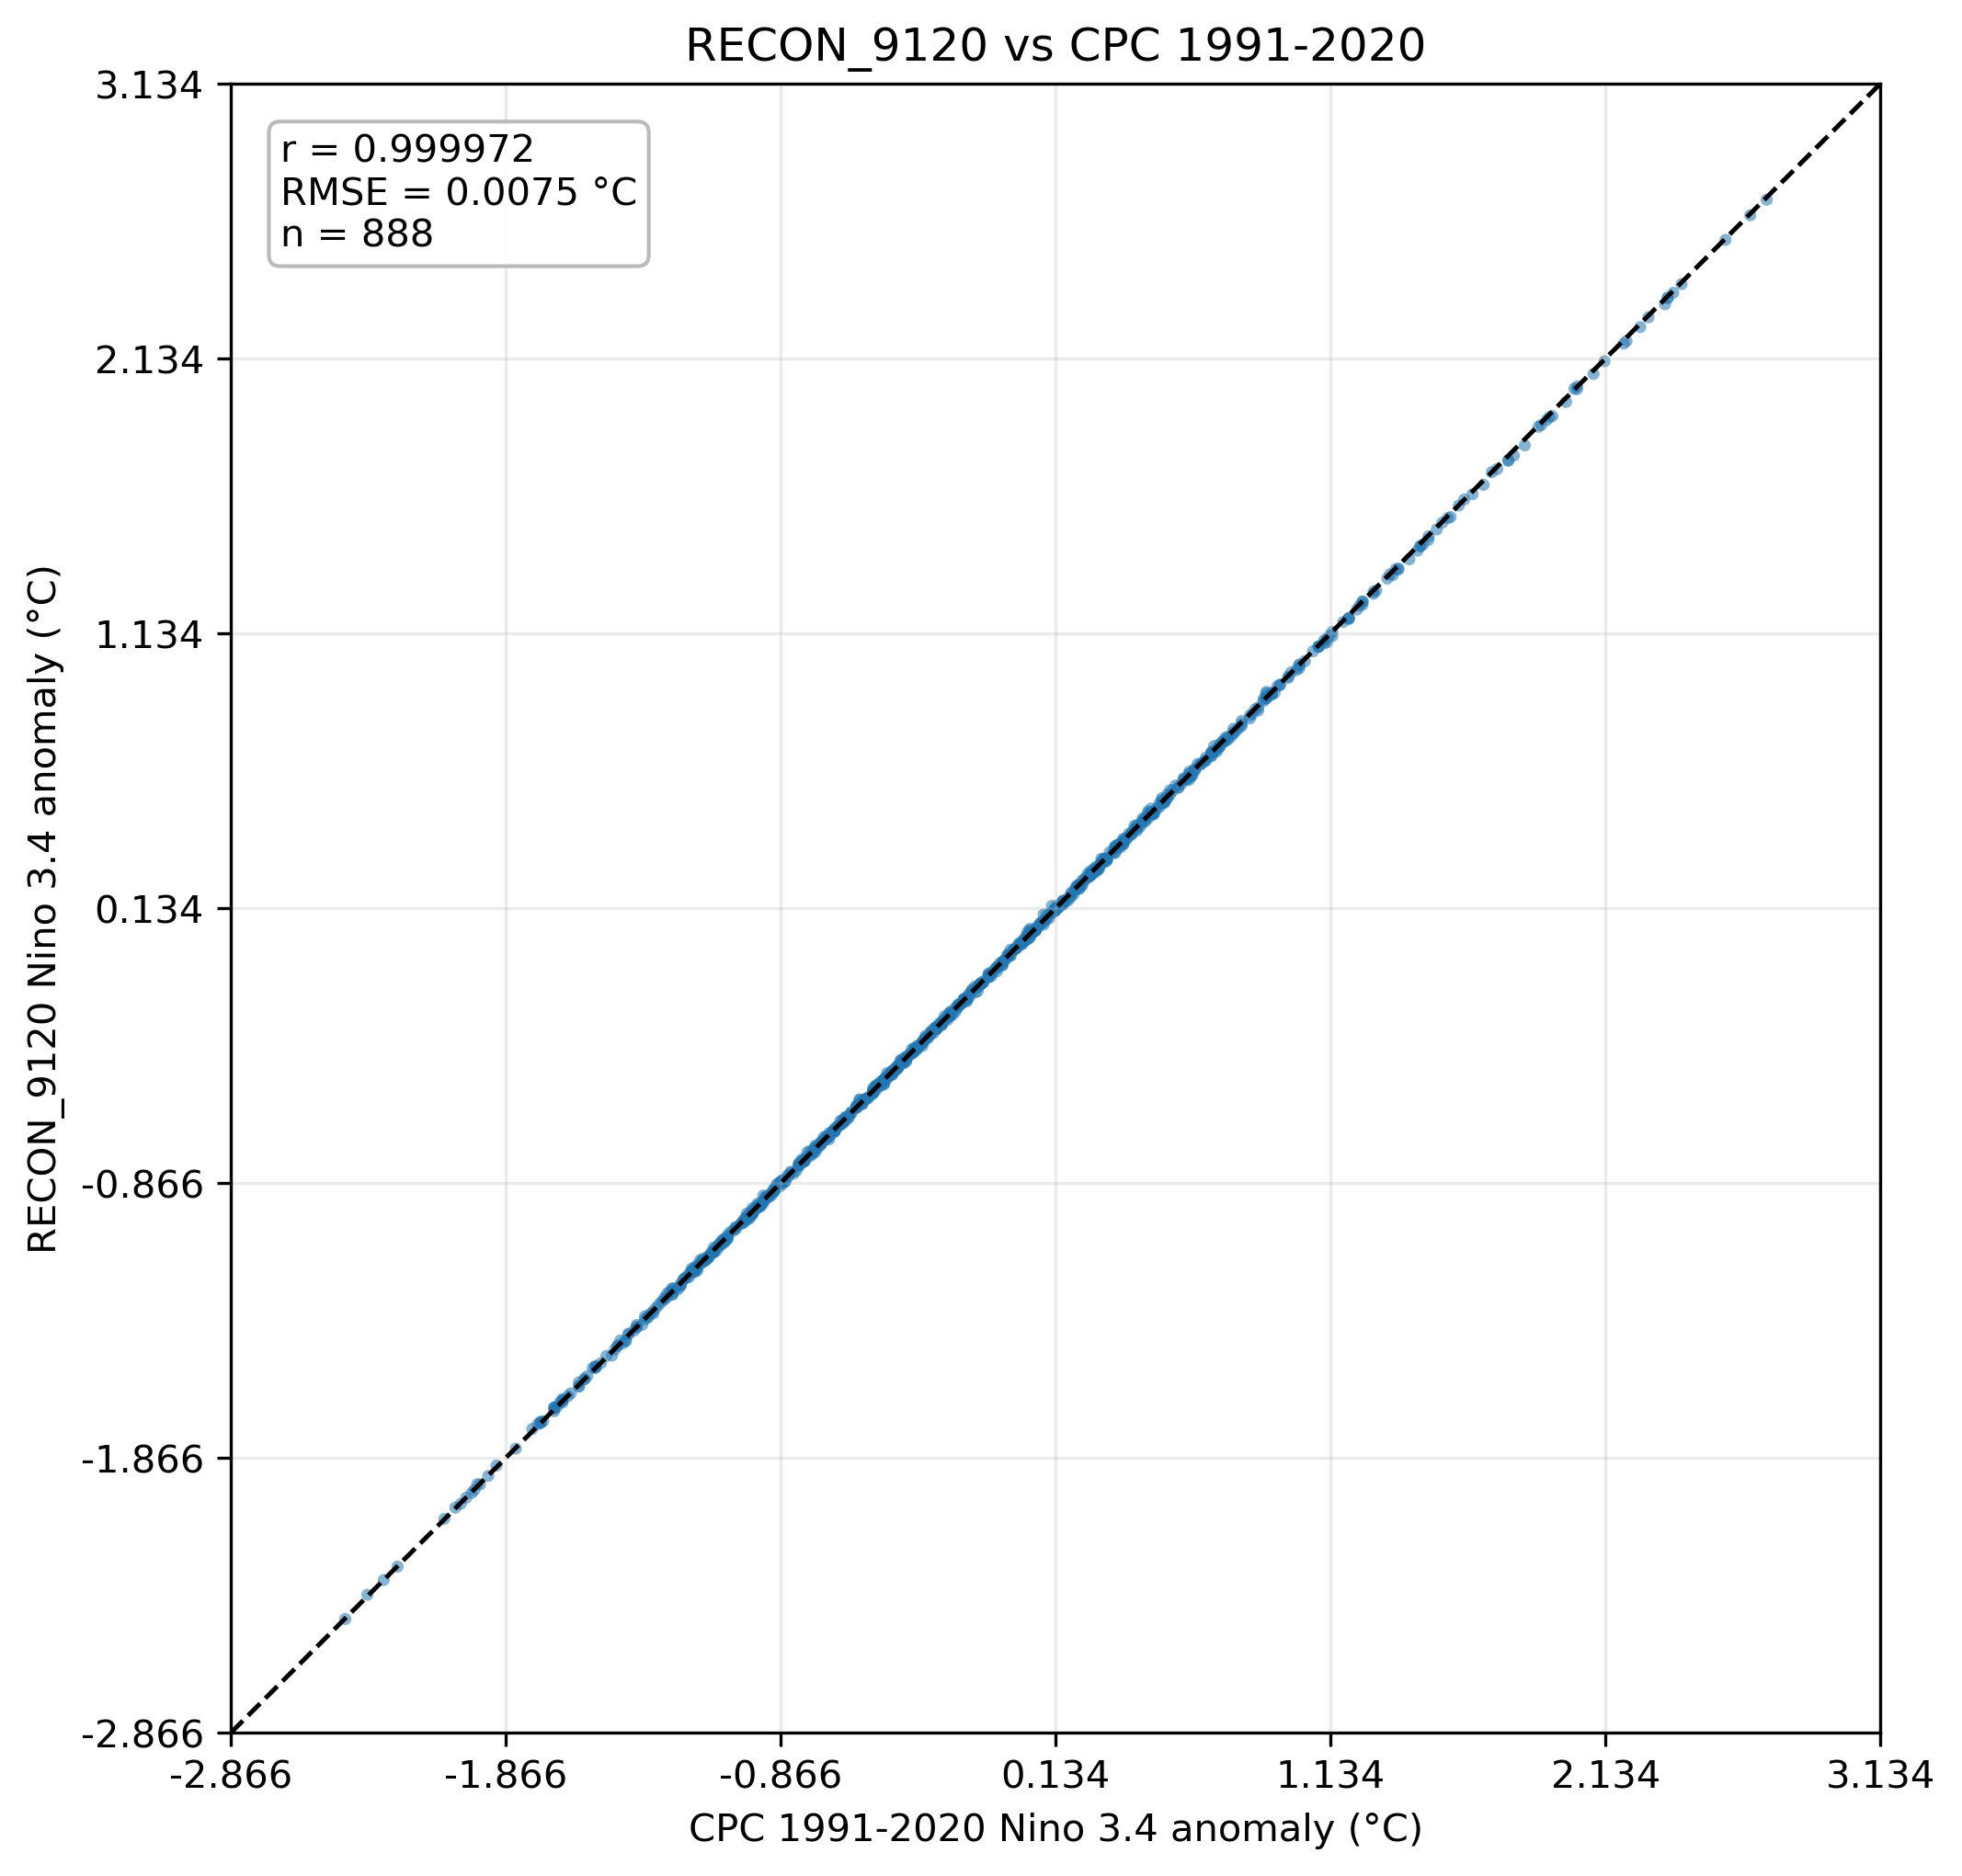 RECON_9120 vs CPC 1991-2020
r = 0.999972
RMSE = 0.0075 °C
n = 888
RECON_9120 Nino 3.4 anomaly (°C)
3.134
2.134
1.134
0.134
-0.866
-1.866
-2.866
-2.866 -1.866 -0.866 0.134 1.134 2.134 3.134
CPC 1991-2020 Nino 3.4 anomaly (°C)